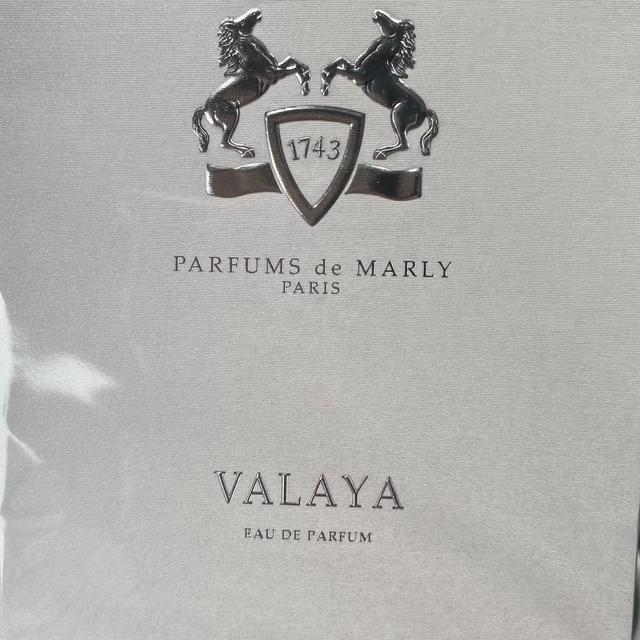 1743
PARFUMS de MARLY
PARIS
VALAYA
EAU DE PARFUM